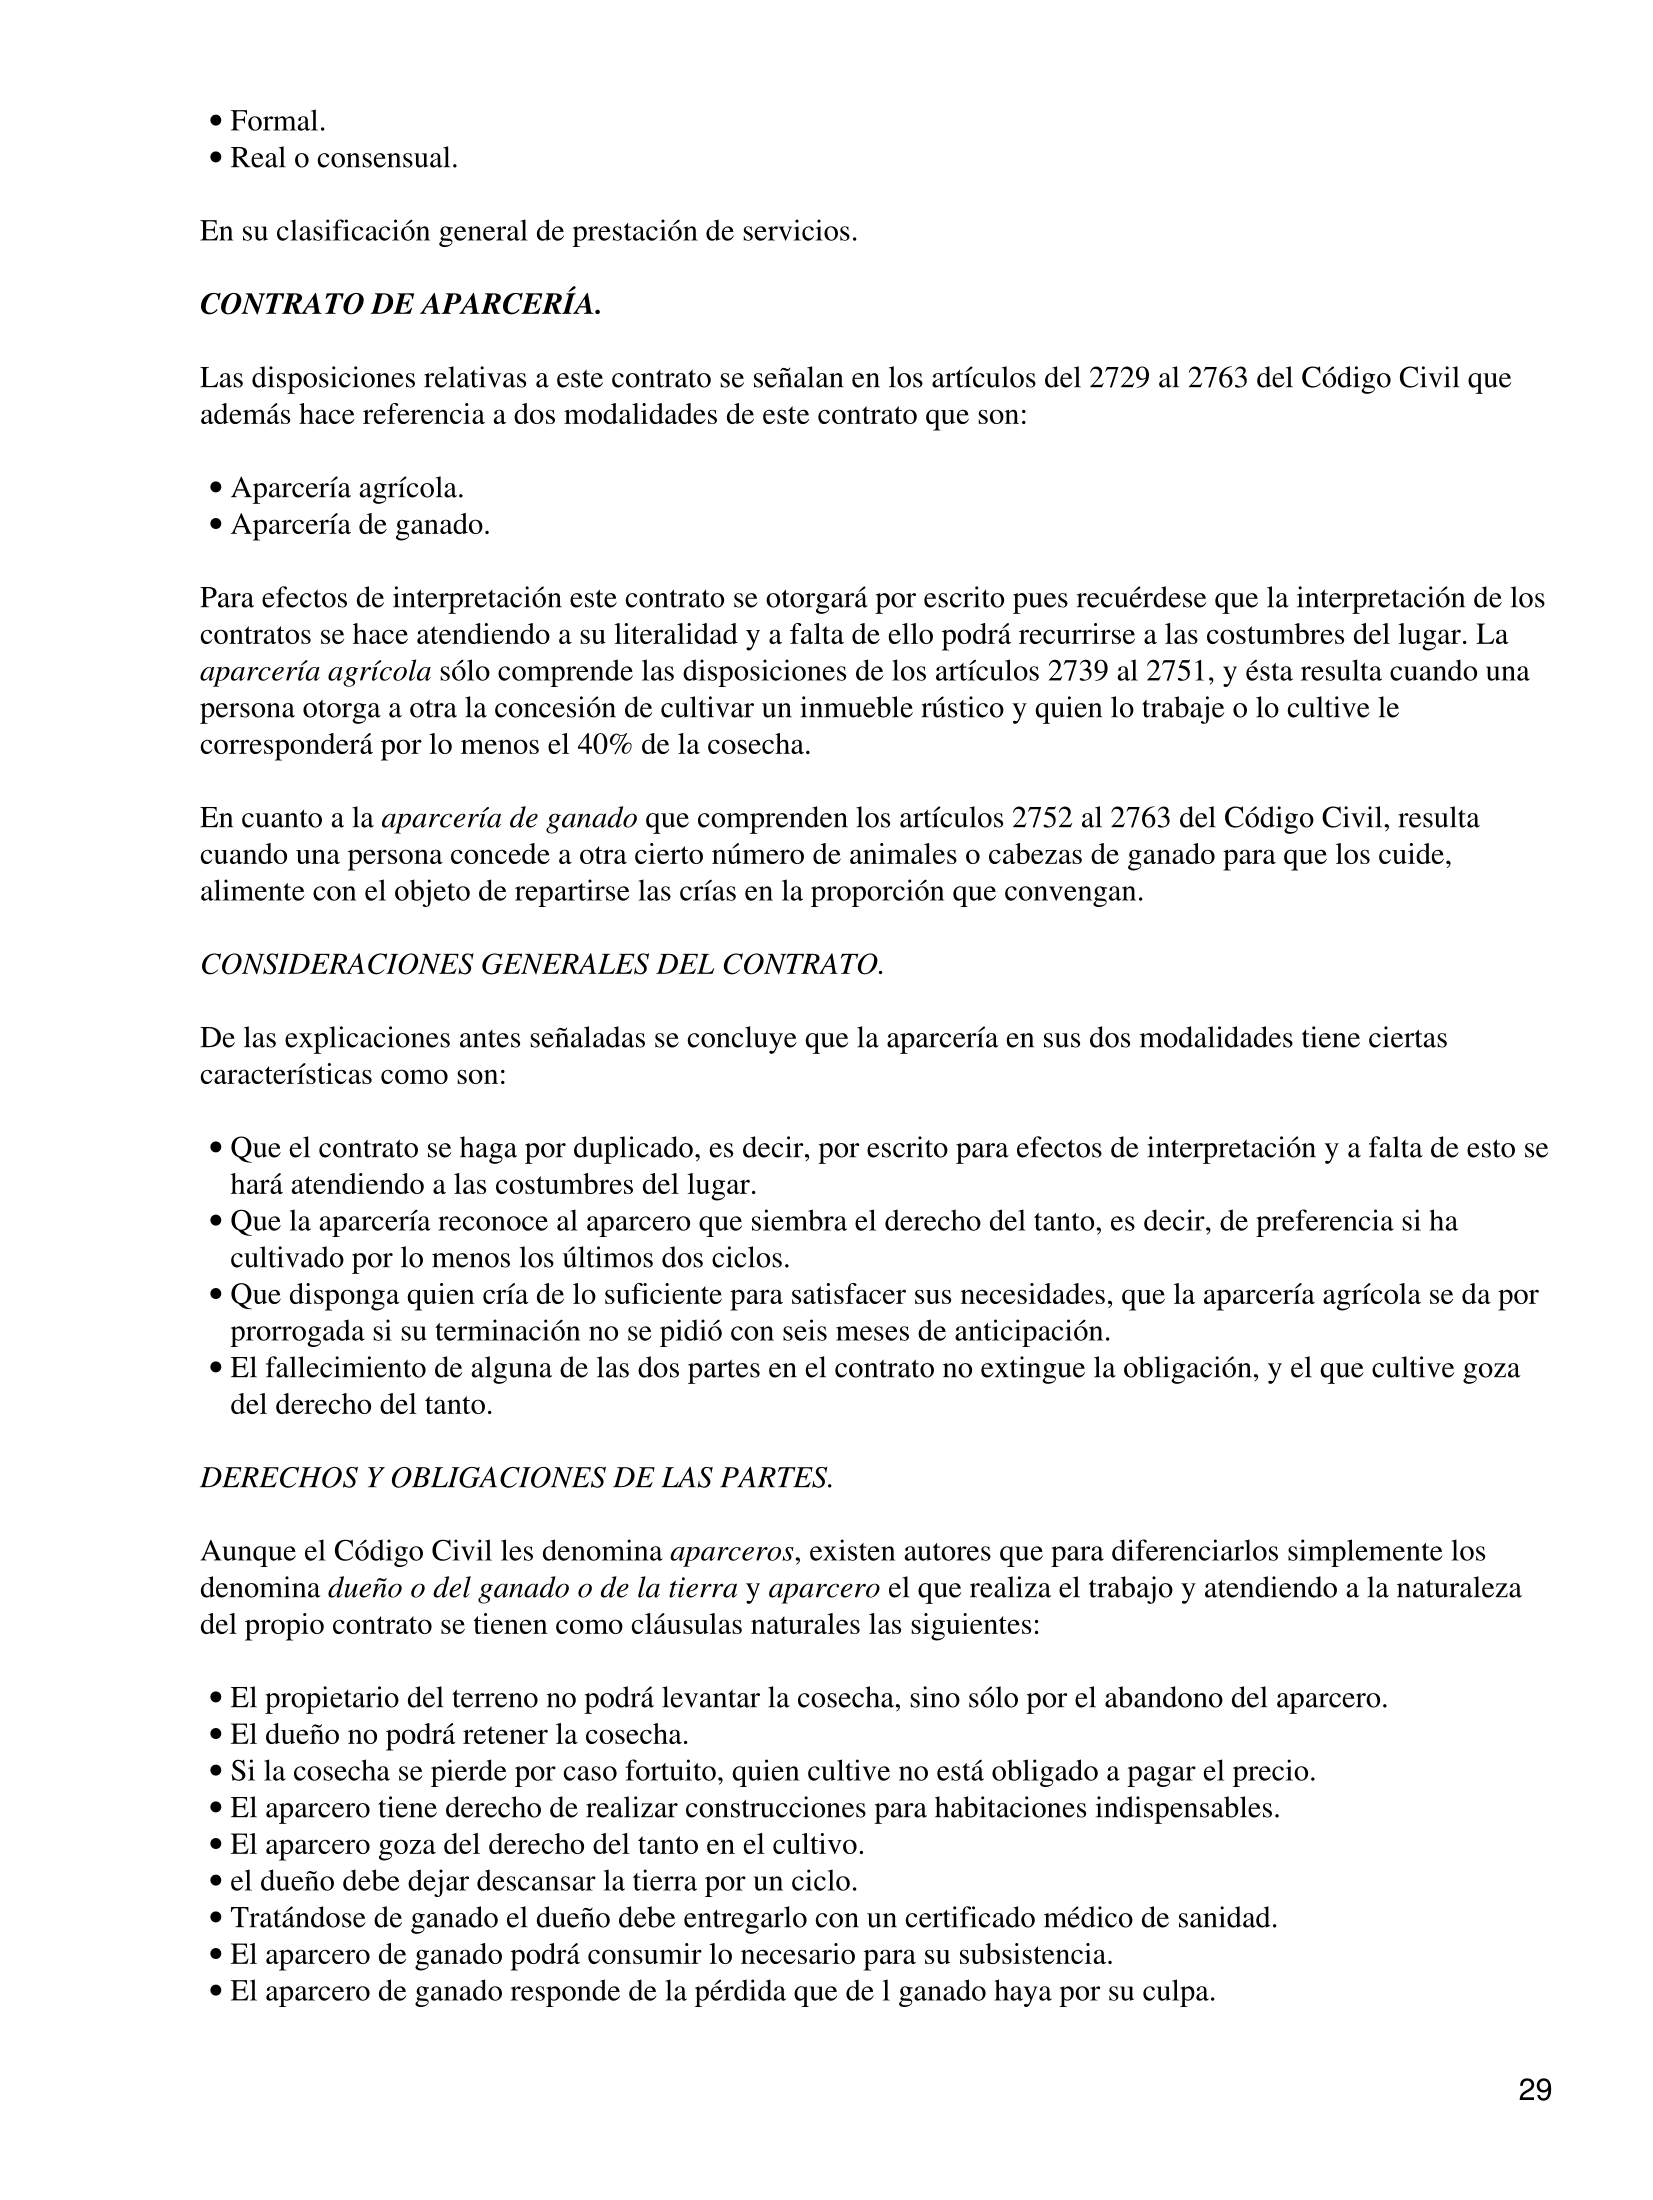 • Formal.
• Real o consensual.
En su clasificación general de prestación de servicios.
CONTRATO DE APARCERÍA.
Las disposiciones relativas a este contrato se señalan en los artículos del 2729 al 2763 del Código Civil que
además hace referencia a dos modalidades de este contrato que son:
• Aparcería agrícola.
• Aparcería de ganado.
Para efectos de interpretación este contrato se otorgará por escrito pues recuérdese que la interpretación de los
contratos se hace atendiendo a su literalidad y a falta de ello podrá recurrirse a las costumbres del lugar. La
aparcería agrícola sólo comprende las disposiciones de los artículos 2739 al 2751, y ésta resulta cuando una
persona otorga a otra la concesión de cultivar un inmueble rústico y quien lo trabaje o lo cultive le
corresponderá por lo menos el 40% de la cosecha.
En cuanto a la aparcería de ganado que comprenden los artículos 2752 al 2763 del Código Civil, resulta
cuando una persona concede a otra cierto número de animales o cabezas de ganado para que los cuide,
alimente con el objeto de repartirse las crías en la proporción que convengan.
CONSIDERACIONES GENERALES DEL CONTRATO.
De las explicaciones antes señaladas se concluye que la aparcería en sus dos modalidades tiene ciertas
características como son:
• Que el contrato se haga por duplicado, es decir, por escrito para efectos de interpretación y a falta de esto se
hará atendiendo a las costumbres del lugar.
• Que la aparcería reconoce al aparcero que siembra el derecho del tanto, es decir, de preferencia si ha
cultivado por lo menos los últimos dos ciclos.
• Que disponga quien cría de lo suficiente para satisfacer sus necesidades, que la aparcería agrícola se da por
prorrogada si su terminación no se pidió con seis meses de anticipación.
• El fallecimiento de alguna de las dos partes en el contrato no extingue la obligación, y el que cultive goza
del derecho del tanto.
DERECHOS Y OBLIGACIONES DE LAS PARTES.
Aunque el Código Civil les denomina aparceros, existen autores que para diferenciarlos simplemente los
denomina dueño o del ganado o de la tierra y aparcero el que realiza el trabajo y atendiendo a la naturaleza
del propio contrato se tienen como cláusulas naturales las siguientes:
• El propietario del terreno no podrá levantar la cosecha, sino sólo por el abandono del aparcero.
• El dueño no podrá retener la cosecha.
• Si la cosecha se pierde por caso fortuito, quien cultive no está obligado a pagar el precio.
• El aparcero tiene derecho de realizar construcciones para habitaciones indispensables.
• El aparcero goza del derecho del tanto en el cultivo.
• el dueño debe dejar descansar la tierra por un ciclo.
• Tratándose de ganado el dueño debe entregarlo con un certificado médico de sanidad.
• El aparcero de ganado podrá consumir lo necesario para su subsistencia.
• El aparcero de ganado responde de la pérdida que de l ganado haya por su culpa.
29